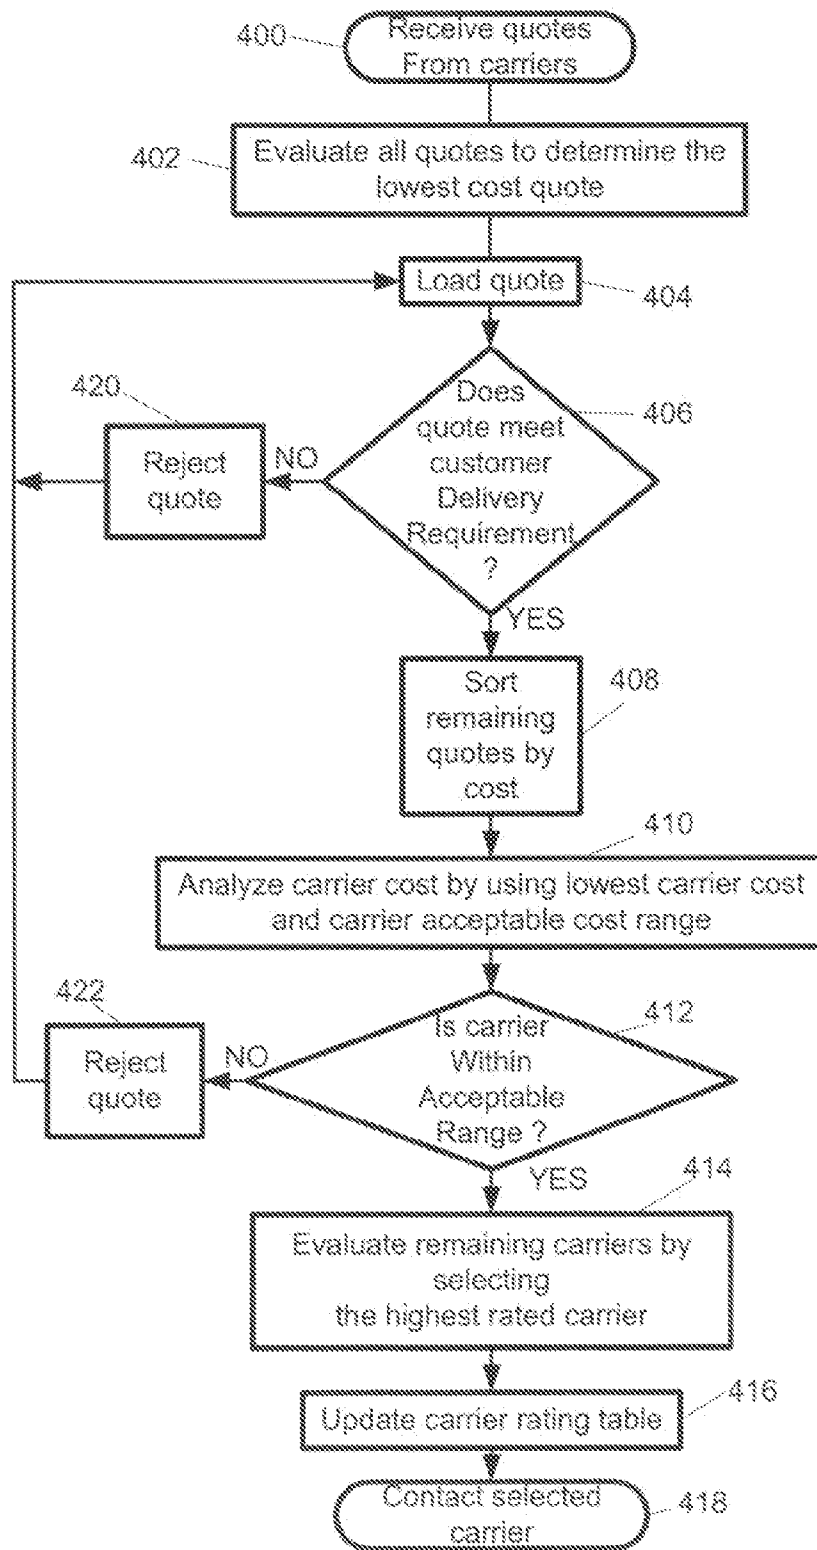 400
Receive quotes
From carriers
402
Evaluate all quotes to determine the
lowest cost quote
Load quote
404
420
Does
quote meet
customer
Delivery
Requirement
?
406
Reject
quote
NO
YES
Sort
remaining
quotes by
cost
408
410
Analyze carrier cost by using lowest carrier cost
and carrier acceptable cost range
422
Is carrier
Within
Acceptable
Range ?
412
Reject
quote
NO
YES
414
Evaluate remaining carriers by
selecting
the highest rated carrier
Update carrier rating table
416
Contact selected
carrier
418